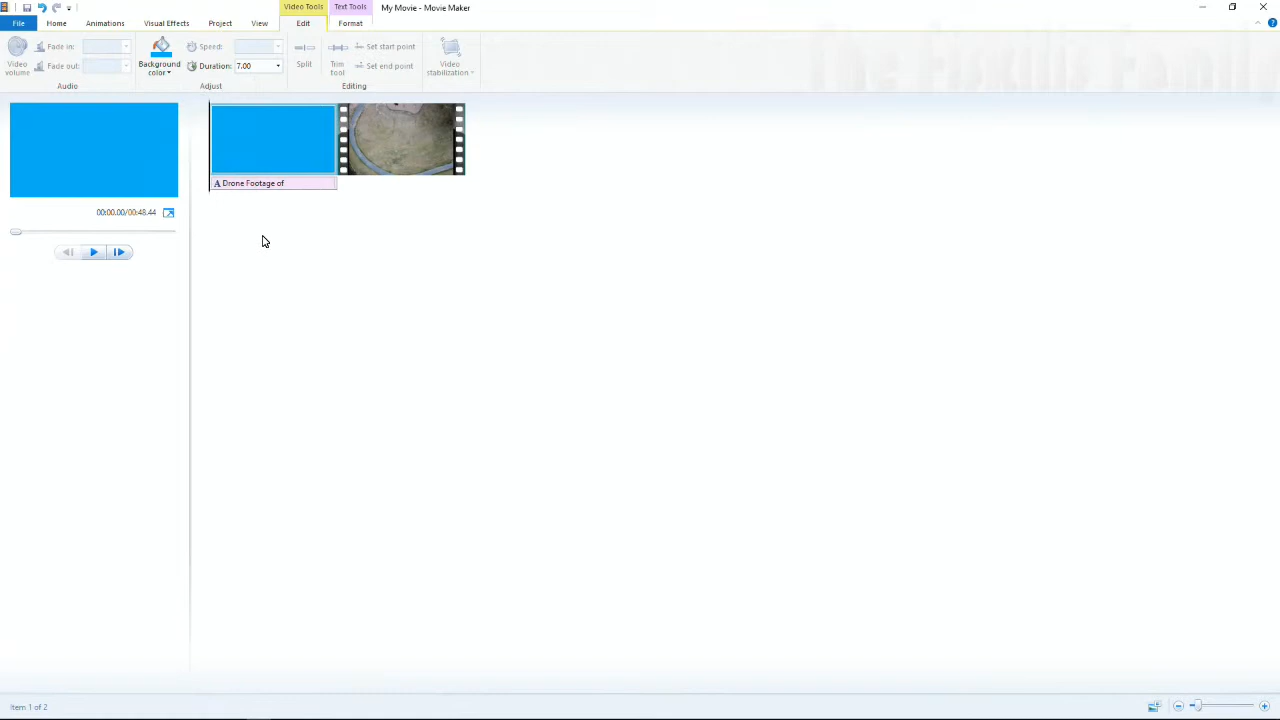 Video Tools
Text Tools
My Movie - Movie Maker
File
Home
Animations
Visual Effects
Project
View
Edit
Format
Video volume
Fade in:
Fade out:
Audio
Background color
Speed:
Duration: 7.00
Adjust
Split
Trim tool
Set start point
Set end point
Editing
Video stabilization
A Drone Footage of
00:00.00/00:48.44
Item 1 of 2